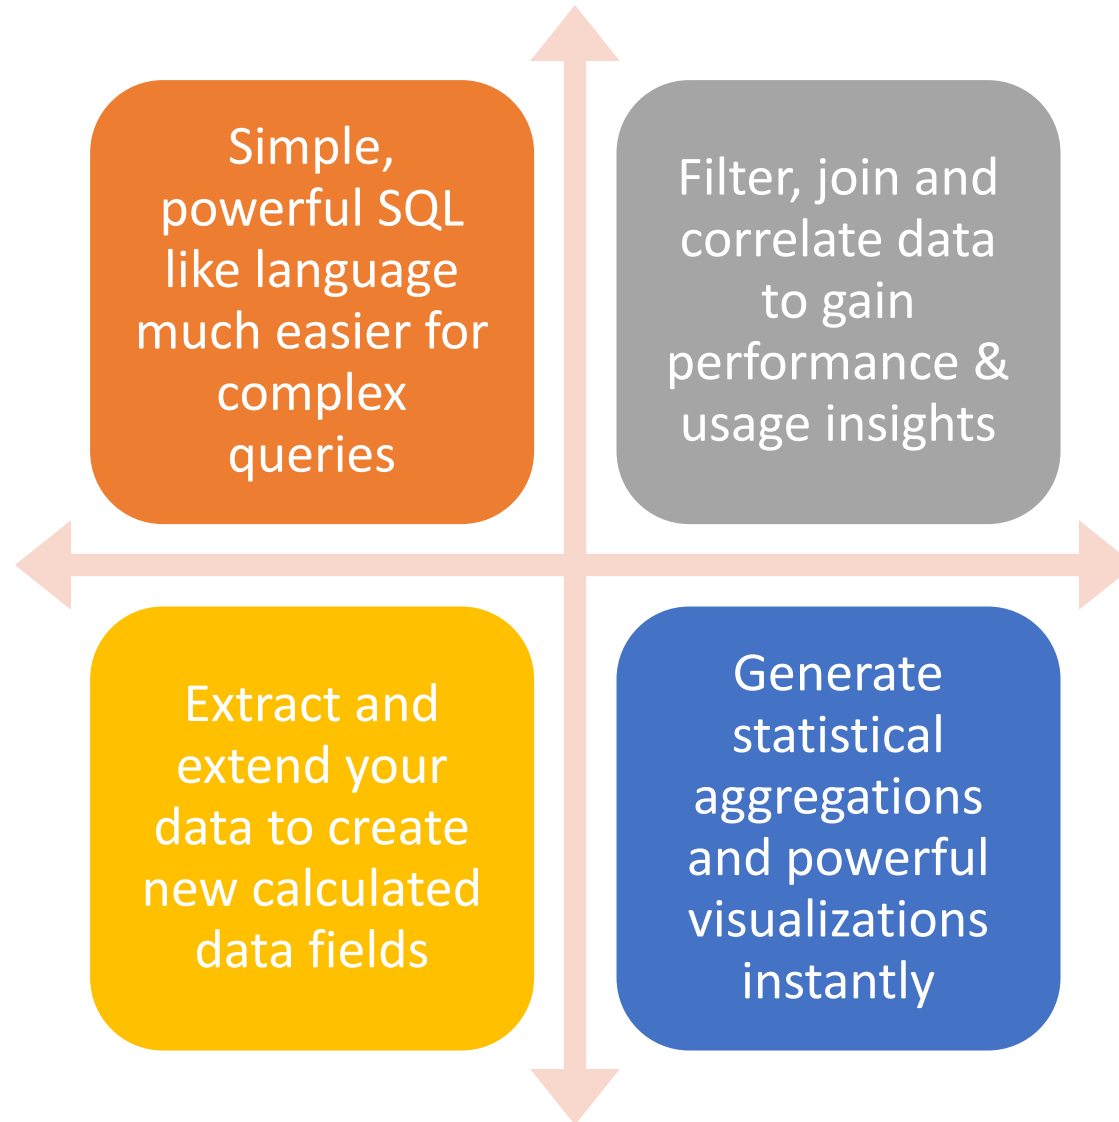 Simple,
powerful SQL
like language
much easier for
complex
queries
Filter, join and
correlate data
to gain
performance &
usage insights
Extract and
extend your
data to create
new calculated
data fields
Generate
statistical
aggregations
and powerful
visualizations
instantly